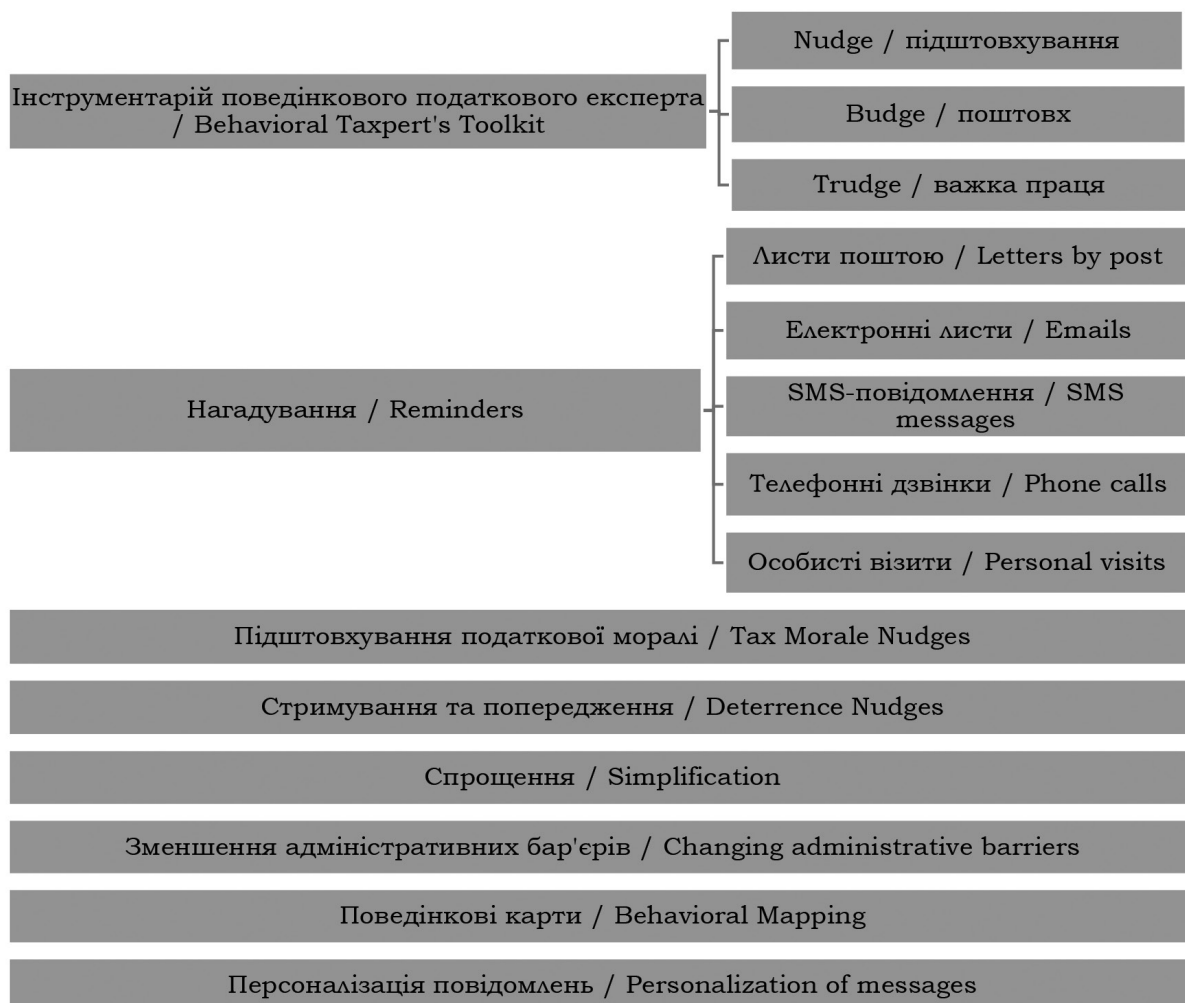 Nudge / підштовхування
Інструментарій поведінкового податкового експерта
/ Behavioral Taxpert's Toolkit
Budge / поштовх
Trudge / важка праця
Листи поштою / Letters by post
Електронні листи / Emails
Нагадування / Reminders
SMS-повідомлення / SMS
messages
Телефонні дзвінки / Phone calls
Особисті візити / Personal visits
Підштовхування податкової моралі / Tax Morale Nudges
Стримування та попередження / Deterrence Nudges
Спрощення / Simplification
Зменшення адміністративних бар'єрів / Changing administrative barriers
Поведінкові карти / Behavioral Mapping
Персоналізація повідомлень / Personalization of messages